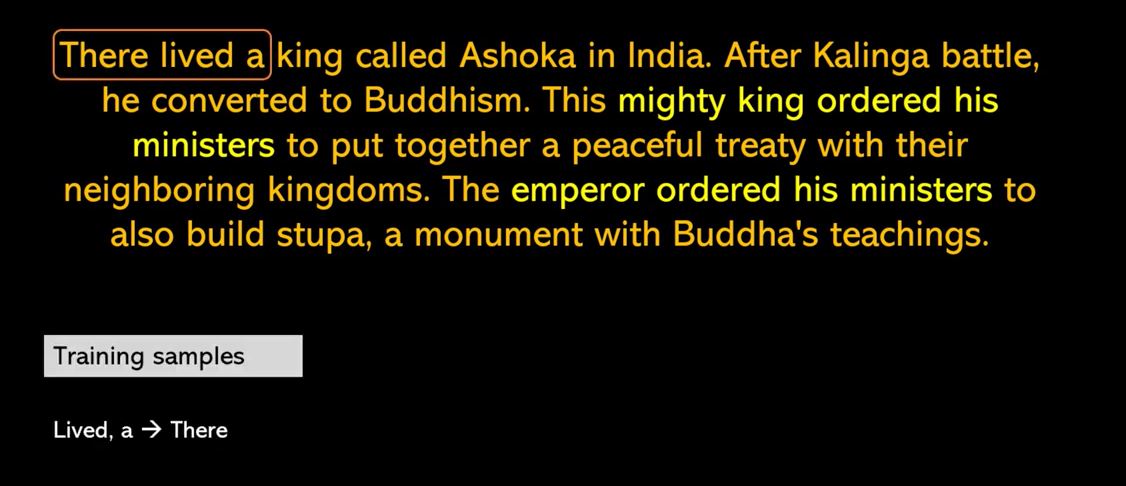 There lived a king called Ashoka in India. After Kalinga battle,
he converted to Buddhism. This mighty king ordered his
ministers to put together a peaceful treaty with their
neighboring kingdoms. The emperor ordered his ministers to
also build stupa, a monument with Buddha's teachings.
Training samples
Lived, a → There